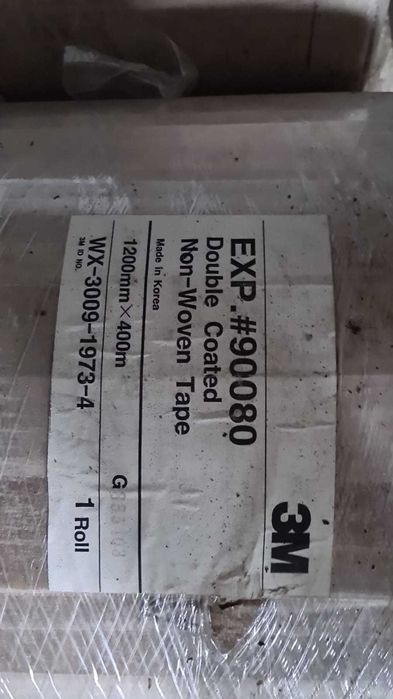 3M
EXP.#90080
Double Coated
Non-Woven Tape
Made in Korea
1200mm×400m G
WX-3009-1973-4 1 Roll
3M ID NO.